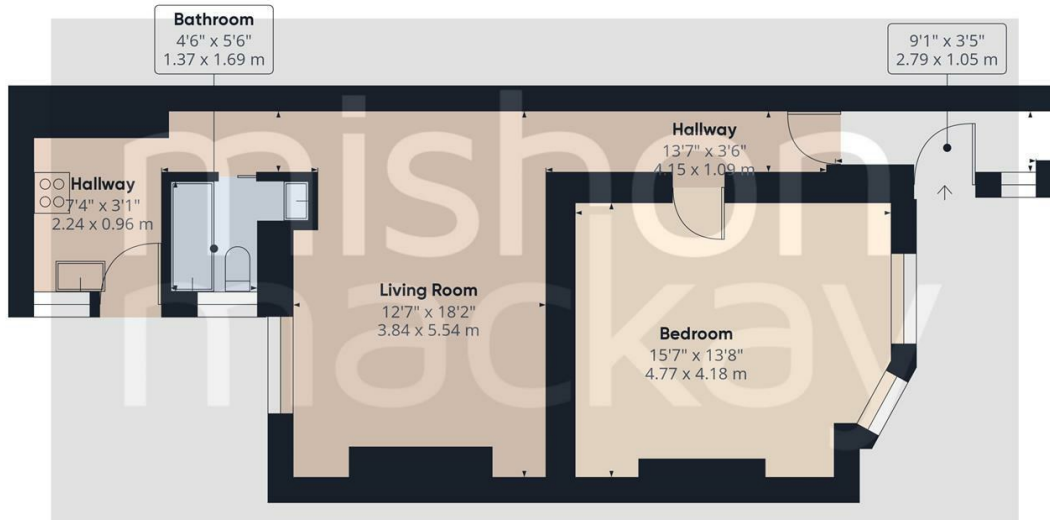 Bathroom
4'6" x 5'6"
1.37 x 1.69 m
9'1" x 3'5"
2.79 x 1.05 m
Hallway
13'7" x 3'6"
4.15 x 1.09 m
Hallway
7'4" x 3'1"
2.24 x 0.96 m
Living Room
12'7" x 18'2"
3.84 x 5.54 m
Bedroom
15'7" x 13'8"
4.77 x 4.18 m
mishon
mackay